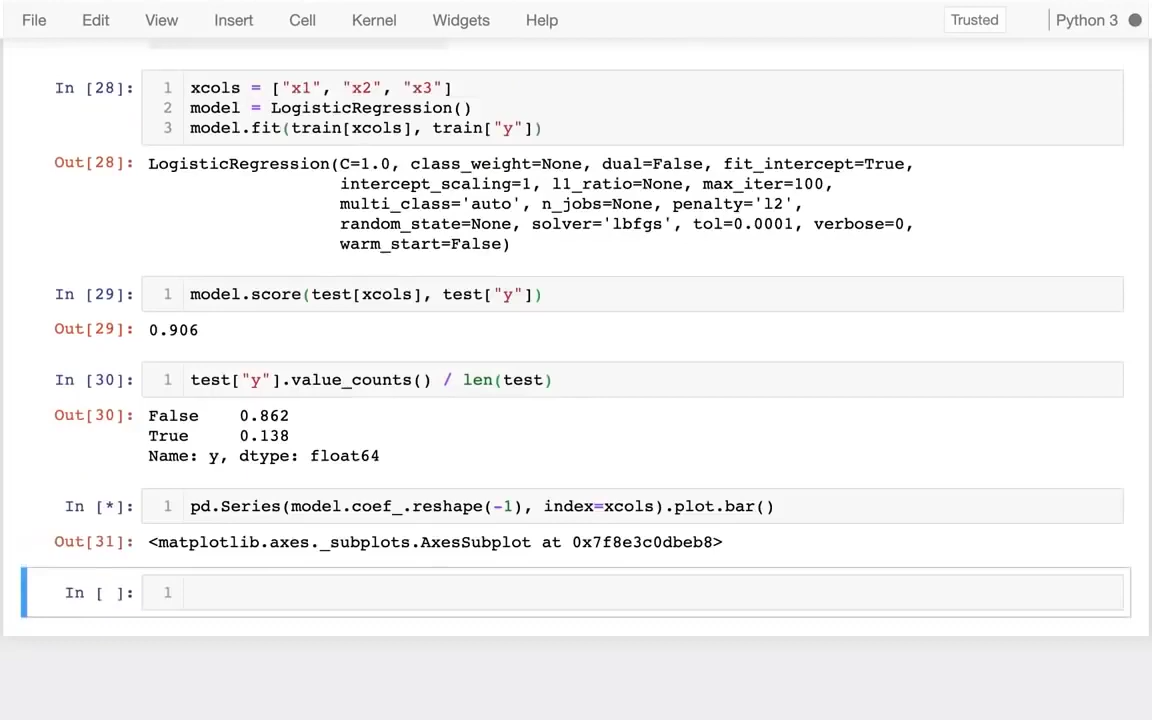 File Edit View Insert Cell Kernel Widgets Help Trusted Python 3
In [28]: 1 xcols = ["x1", "x2", "x3"]
2 model = LogisticRegression()
3 model.fit(train[xcols], train["y"])
Out[28]: LogisticRegression(C=1.0, class_weight=None, dual=False, fit_intercept=True,
intercept_scaling=1, l1_ratio=None, max_iter=100,
multi_class='auto', n_jobs=None, penalty='l2',
random_state=None, solver='lbfgs', tol=0.0001, verbose=0,
warm_start=False)
In [29]: 1 model.score(test[xcols], test["y"])
Out[29]: 0.906
In [30]: 1 test["y"].value_counts() / len(test)
Out[30]: False 0.862
True 0.138
Name: y, dtype: float64
In [*]: 1 pd.Series(model.coef_.reshape(-1), index=xcols).plot.bar()
Out[31]: <matplotlib.axes._subplots.AxesSubplot at 0x7f8e3c0dbeb8>
In [ ]: 1